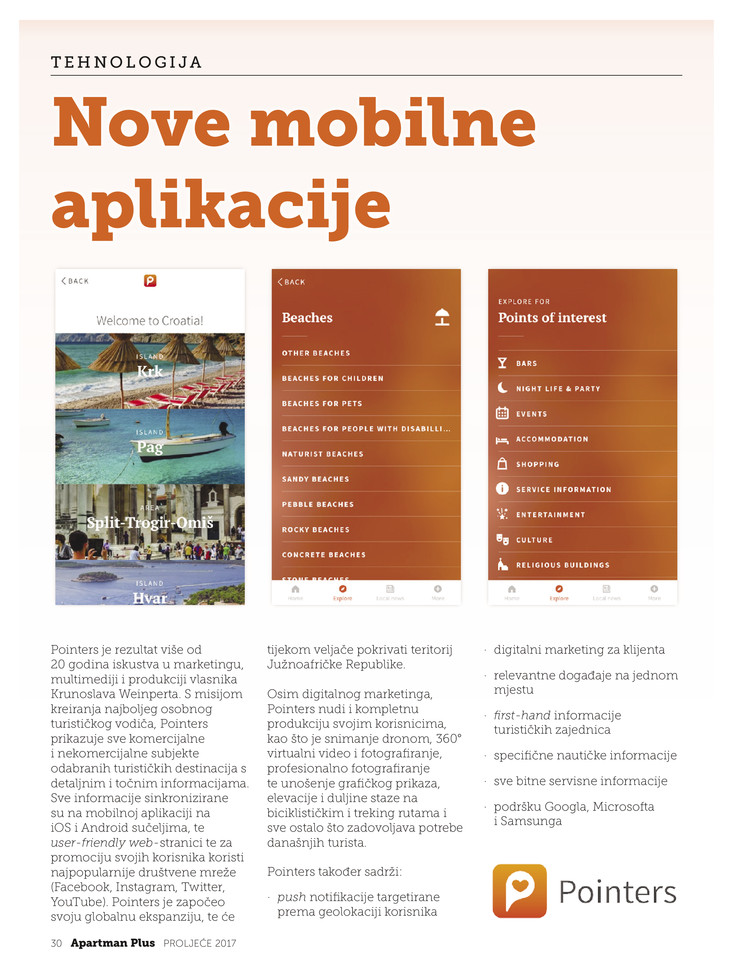 TEHNOLOGIJA
Nove mobilne
aplikacije
BACK
Welcome to Croatia!
ISLAND
Krk
ISLAND
Pag
AREA
Split-Trogir-Omiš
ISLAND
Hvar
BACK
Beaches
OTHER BEACHES
BEACHES FOR CHILDREN
BEACHES FOR PETS
BEACHES FOR PEOPLE WITH DISABILLI...
NATURIST BEACHES
SANDY BEACHES
PEBBLE BEACHES
ROCKY BEACHES
CONCRETE BEACHES
STONE BEACHES
Home Explore Local news More
EXPLORE FOR
Points of interest
BARS
NIGHT LIFE & PARTY
EVENTS
ACCOMMODATION
SHOPPING
SERVICE INFORMATION
ENTERTAINMENT
CULTURE
RELIGIOUS BUILDINGS
Home Explore Local news More
Pointers je rezultat više od
20 godina iskustva u marketingu,
multimediji i produkciji vlasnika
Krunoslava Weinperta. S misijom
kreiranja najboljeg osobnog
turističkog vodiča, Pointers
prikazuje sve komercijalne
i nekomercijalne subjekte
odabranih turističkih destinacija s
detaljnim i točnim informacijama.
Sve informacije sinkronizirane
su na mobilnoj aplikaciji na
iOS i Android sučeljima, te
user-friendly web-stranici te za
promociju svojih korisnika koristi
najpopularnije društvene mreže
(Facebook, Instagram, Twitter,
YouTube). Pointers je započeo
svoju globalnu ekspanziju, te će
tijekom veljače pokrivati teritorij
Južnoafričke Republike.
Osim digitalnog marketinga,
Pointers nudi i kompletnu
produkciju svojim korisnicima,
kao što je snimanje dronom, 360°
virtualni video i fotografiranje,
profesionalno fotografiranje
te unošenje grafičkog prikaza,
elevacije i duljine staze na
biciklističkim i treking rutama i
sve ostalo što zadovoljava potrebe
današnjih turista.
Pointers također sadrži:
· push notifikacije targetirane
prema geolokaciji korisnika
· digitalni marketing za klijenta
· relevantne događaje na jednom
mjestu
· first-hand informacije
turističkih zajednica
· specifične nautičke informacije
· sve bitne servisne informacije
· podršku Googla, Microsofta
i Samsunga
Pointers
30 Apartman Plus PROLJEĆE 2017